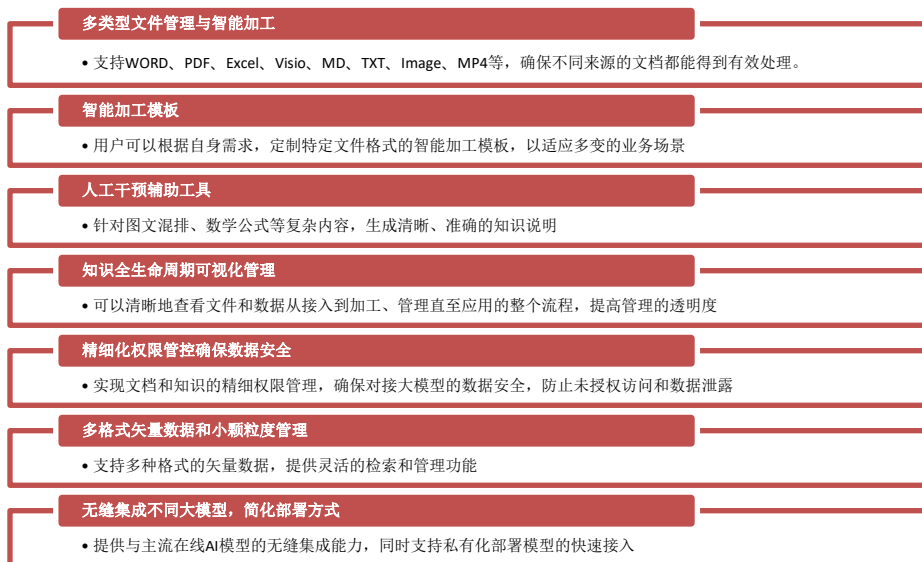 多类型文件管理与智能加工
• 支持WORD、PDF、Excel、Visio、MD、TXT、Image、MP4等，确保不同来源的文档都能得到有效处理。
智能加工模板
• 用户可以根据自身需求，定制特定文件格式的智能加工模板，以适应多变的业务场景
人工干预辅助工具
• 针对图文混排、数学公式等复杂内容，生成清晰、准确的知识说明
知识全生命周期可视化管理
• 可以清晰地查看文件和数据从接入到加工、管理直至应用的整个流程，提高管理的透明度
精细化权限管控确保数据安全
• 实现文档和知识的精细权限管理，确保对接大模型的数据安全，防止未授权访问和数据泄露
多格式矢量数据和小颗粒度管理
• 支持多种格式的矢量数据，提供灵活的检索和管理功能
无缝集成不同大模型，简化部署方式
• 提供与主流在线AI模型的无缝集成能力，同时支持私有化部署模型的快速接入